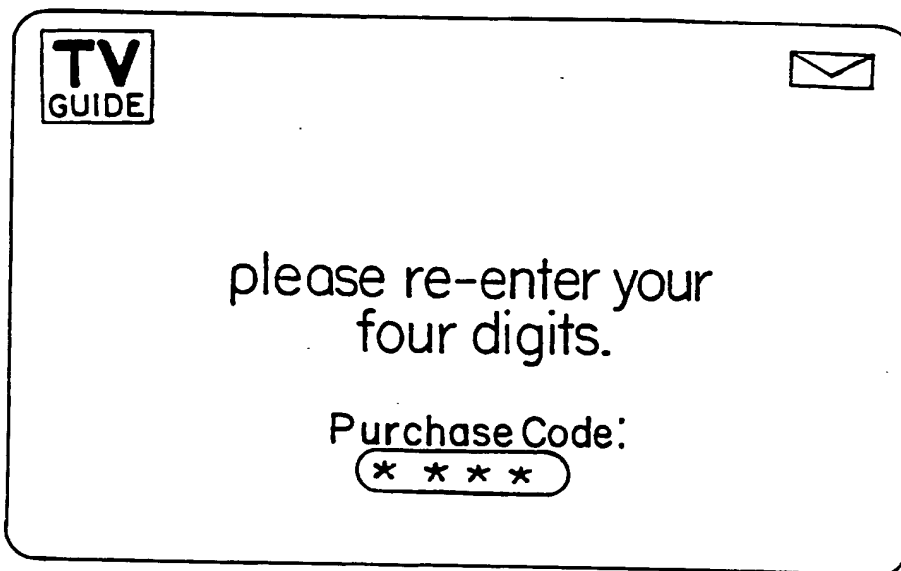 TV
GUIDE
please re-enter your
four digits.
Purchase Code:
* * * *